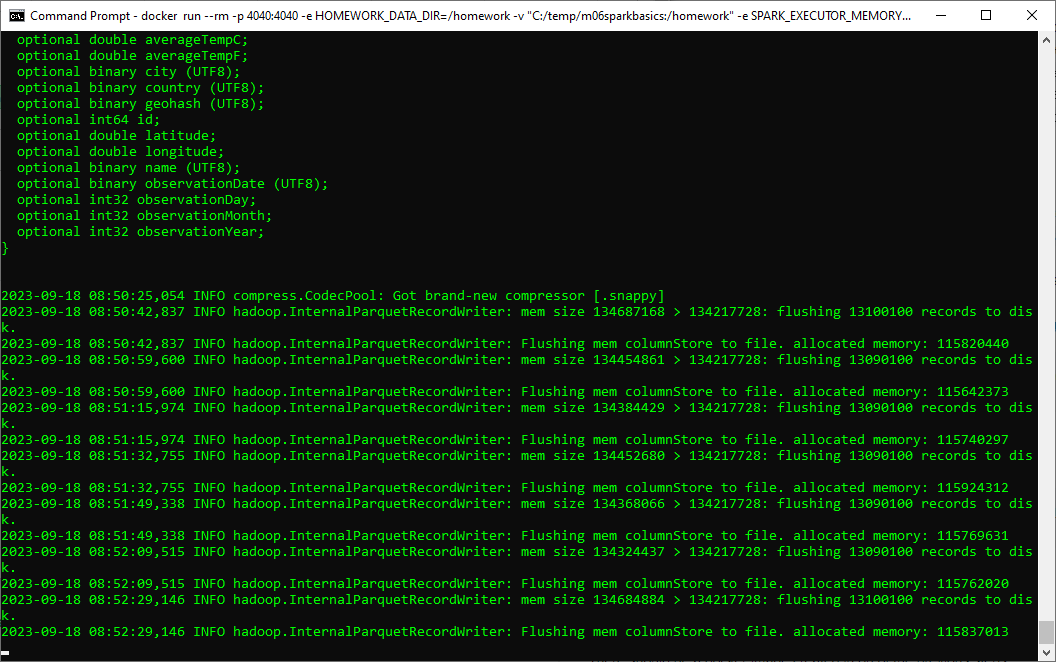 Command Prompt - docker run --rm -p 4040:4040 -e HOMEWORK_DATA_DIR=/homework -v "C:/temp/m06sparkbasics:/homework" -e SPARK_EXECUTOR_MEMORY...
  optional double averageTempC;
  optional double averageTempF;
  optional binary city (UTF8);
  optional binary country (UTF8);
  optional binary geohash (UTF8);
  optional int64 id;
  optional double latitude;
  optional double longitude;
  optional binary name (UTF8);
  optional binary observationDate (UTF8);
  optional int32 observationDay;
  optional int32 observationMonth;
  optional int32 observationYear;
}
2023-09-18 08:50:25,054 INFO compress.CodecPool: Got brand-new compressor [.snappy]
2023-09-18 08:50:42,837 INFO hadoop.InternalParquetRecordWriter: mem size 134687168 > 134217728: flushing 13100100 records to dis
k.
2023-09-18 08:50:42,837 INFO hadoop.InternalParquetRecordWriter: Flushing mem columnStore to file. allocated memory: 115820440
2023-09-18 08:50:59,600 INFO hadoop.InternalParquetRecordWriter: mem size 134454861 > 134217728: flushing 13090100 records to dis
k.
2023-09-18 08:50:59,600 INFO hadoop.InternalParquetRecordWriter: Flushing mem columnStore to file. allocated memory: 115642373
2023-09-18 08:51:15,974 INFO hadoop.InternalParquetRecordWriter: mem size 134384429 > 134217728: flushing 13090100 records to dis
k.
2023-09-18 08:51:15,974 INFO hadoop.InternalParquetRecordWriter: Flushing mem columnStore to file. allocated memory: 115740297
2023-09-18 08:51:32,755 INFO hadoop.InternalParquetRecordWriter: mem size 134452680 > 134217728: flushing 13090100 records to dis
k.
2023-09-18 08:51:32,755 INFO hadoop.InternalParquetRecordWriter: Flushing mem columnStore to file. allocated memory: 115924312
2023-09-18 08:51:49,338 INFO hadoop.InternalParquetRecordWriter: mem size 134368066 > 134217728: flushing 13090100 records to dis
k.
2023-09-18 08:51:49,338 INFO hadoop.InternalParquetRecordWriter: Flushing mem columnStore to file. allocated memory: 115769631
2023-09-18 08:52:09,515 INFO hadoop.InternalParquetRecordWriter: mem size 134324437 > 134217728: flushing 13090100 records to dis
k.
2023-09-18 08:52:09,515 INFO hadoop.InternalParquetRecordWriter: Flushing mem columnStore to file. allocated memory: 115762020
2023-09-18 08:52:29,146 INFO hadoop.InternalParquetRecordWriter: mem size 134684884 > 134217728: flushing 13100100 records to dis
k.
2023-09-18 08:52:29,146 INFO hadoop.InternalParquetRecordWriter: Flushing mem columnStore to file. allocated memory: 115837013